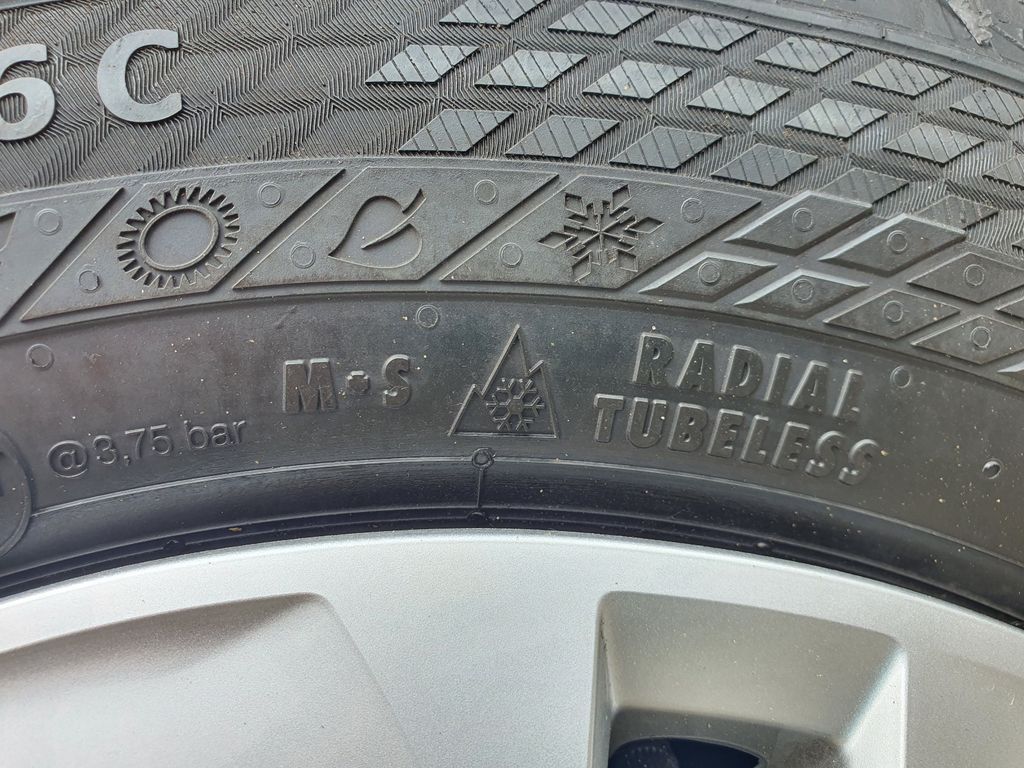 6C
M+S
@3,75 bar
RADIAL
TUBELESS